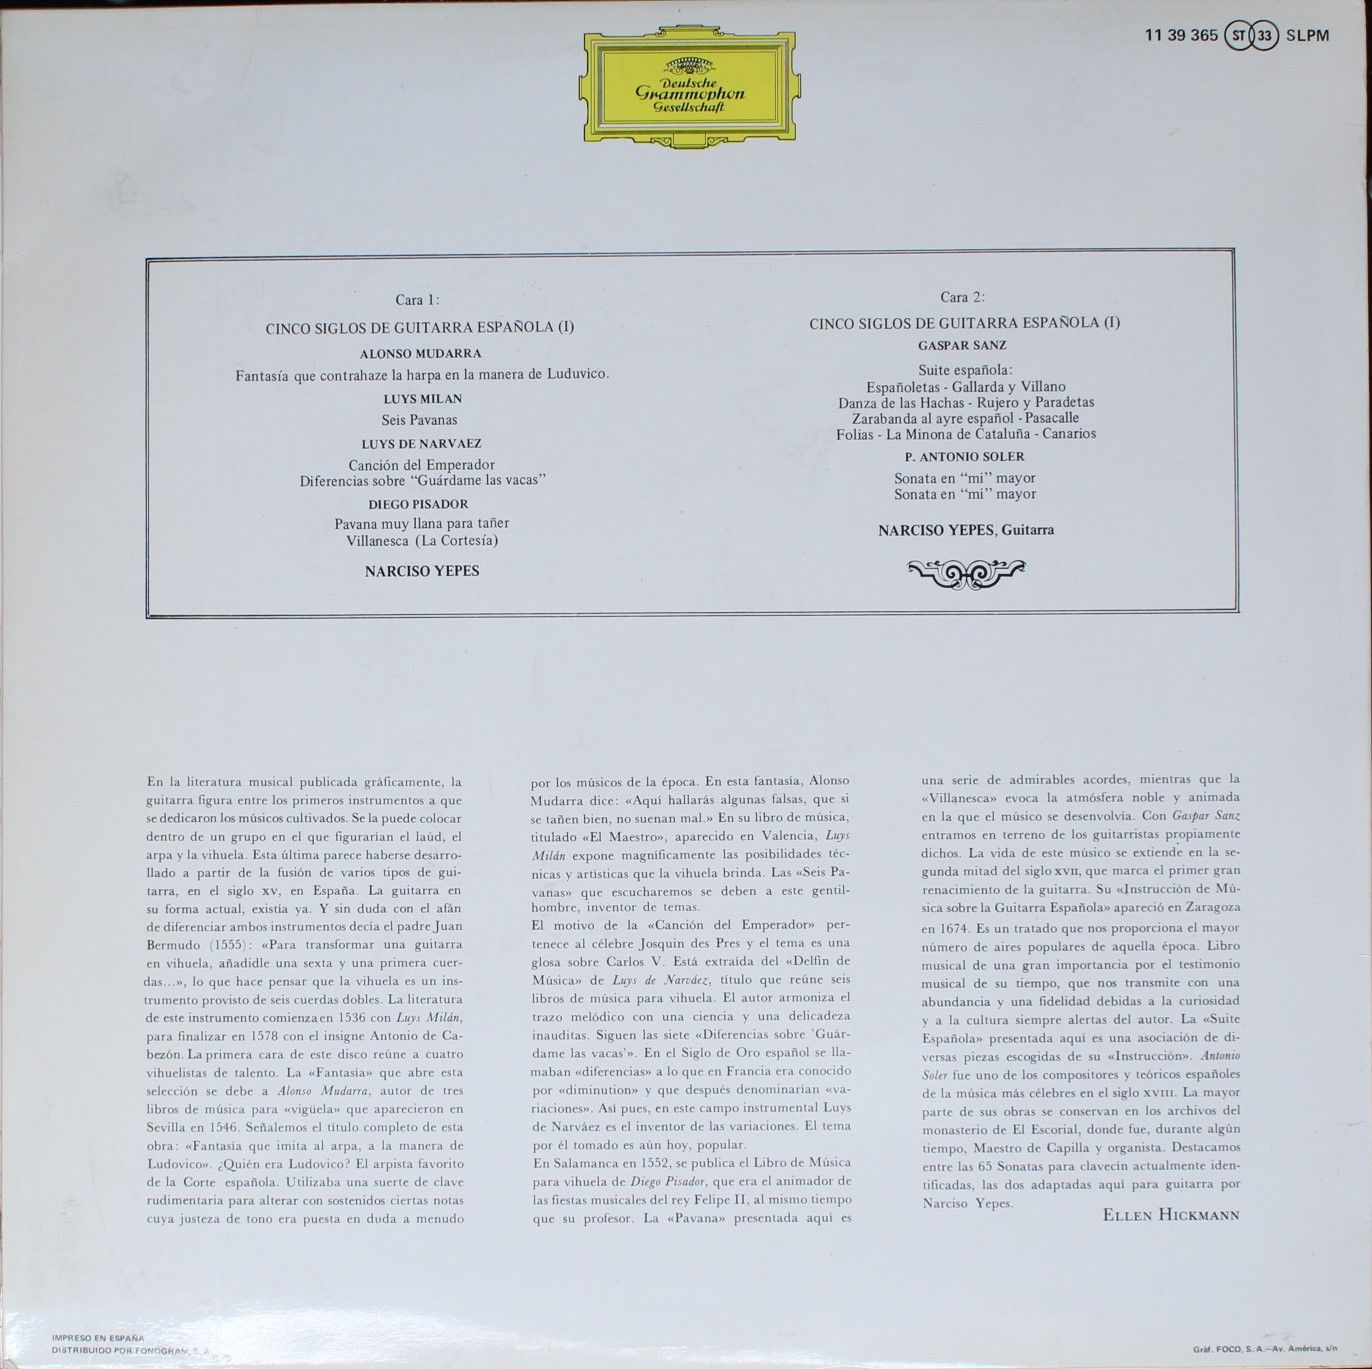 11 39 365 ST 33 SLPM
Deutsche
Grammophon
Gesellschaft
Cara 1:
CINCO SIGLOS DE GUITARRA ESPAÑOLA (I)
ALONSO MUDARRA
Fantasía que contrahaze la harpa en la manera de Luduvico.
LUYS MILAN
Seis Pavanas
LUYS DE NARVAEZ
Canción del Emperador
Diferencias sobre “Guárdame las vacas”
DIEGO PISADOR
Pavana muy llana para tañer
Villanesca (La Cortesía)
NARCISO YEPES
Cara 2:
CINCO SIGLOS DE GUITARRA ESPAÑOLA (I)
GASPAR SANZ
Suite española:
Españoletas - Gallarda y Villano
Danza de las Hachas - Rujero y Paradetas
Zarabanda al ayre español - Pasacalle
Folias - La Minona de Cataluña - Canarios
P. ANTONIO SOLER
Sonata en “mi” mayor
Sonata en “mi” mayor
NARCISO YEPES, Guitarra
En la literatura musical publicada gráficamente, la
guitarra figura entre los primeros instrumentos a que
se dedicaron los músicos cultivados. Se la puede colocar
dentro de un grupo en el que figurarían el laúd, el
arpa y la vihuela. Esta última parece haberse desarro-
llado a partir de la fusión de varios tipos de gui-
tarra, en el siglo XV, en España. La guitarra en
su forma actual, existía ya. Y sin duda con el afán
de diferenciar ambos instrumentos decía el padre Juan
Bermudo (1555): «Para transformar una guitarra
en vihuela, añadidle una sexta y una primera cuer-
das...», lo que hace pensar que la vihuela es un ins-
trumento provisto de seis cuerdas dobles. La literatura
de este instrumento comienza en 1536 con Luys Milán,
para finalizar en 1578 con el insigne Antonio de Ca-
bezón. La primera cara de este disco reúne a cuatro
vihuelistas de talento. La «Fantasía» que abre esta
selección se debe a Alonso Mudarra, autor de tres
libros de música para «vigüela» que aparecieron en
Sevilla en 1546. Señalemos el título completo de esta
obra: «Fantasía que imita al arpa, a la manera de
Ludovico». ¿Quién era Ludovico? El arpista favorito
de la Corte española. Utilizaba una suerte de clave
rudimentaria para alterar con sostenidos ciertas notas
cuya justeza de tono era puesta en duda a menudo
por los músicos de la época. En esta fantasía, Alonso
Mudarra dice: «Aquí hallarás algunas falsas, que si
se tañen bien, no suenan mal.» En su libro de música,
titulado «El Maestro», aparecido en Valencia, Luys
Milán expone magníficamente las posibilidades téc-
nicas y artísticas que la vihuela brinda. Las «Seis Pa-
vanas» que escucharemos se deben a este gentil-
hombre, inventor de temas.
El motivo de la «Canción del Emperador» per-
tenece al célebre Josquin des Pres y el tema es una
glosa sobre Carlos V. Está extraída del «Delfín de
Música» de Luys de Narváez, título que reúne seis
libros de música para vihuela. El autor armoniza el
trazo melódico con una ciencia y una delicadeza
inauditas. Siguen las siete «Diferencias sobre 'Guár-
dame las vacas'». En el Siglo de Oro español se lla-
maban «diferencias» a lo que en Francia era conocido
por «diminution» y que después denominarían «va-
riaciones». Así pues, en este campo instrumental Luys
de Narváez es el inventor de las variaciones. El tema
por él tomado es aún hoy, popular.
En Salamanca en 1552, se publica el Libro de Música
para vihuela de Diego Pisador, que era el animador de
las fiestas musicales del rey Felipe II, al mismo tiempo
que su profesor. La «Pavana» presentada aquí es
una serie de admirables acordes, mientras que la
«Villanesca» evoca la atmósfera noble y animada
en la que el músico se desenvolvía. Con Gaspar Sanz
entramos en terreno de los guitarristas propiamente
dichos. La vida de este músico se extiende en la se-
gunda mitad del siglo XVII, que marca el primer gran
renacimiento de la guitarra. Su «Instrucción de Mú-
sica sobre la Guitarra Española» apareció en Zaragoza
en 1674. Es un tratado que nos proporciona el mayor
número de aires populares de aquella época. Libro
musical de una gran importancia por el testimonio
musical de su tiempo, que nos transmite con una
abundancia y una fidelidad debidas a la curiosidad
y a la cultura siempre alertas del autor. La «Suite
Española» presentada aquí es una asociación de di-
versas piezas escogidas de su «Instrucción». Antonio
Soler fue uno de los compositores y teóricos españoles
de la música más célebres en el siglo XVIII. La mayor
parte de sus obras se conservan en los archivos del
monasterio de El Escorial, donde fue, durante algún
tiempo, Maestro de Capilla y organista. Destacamos
entre las 65 Sonatas para clavecín actualmente iden-
tificadas, las dos adaptadas aquí para guitarra por
Narciso Yepes.
ELLEN HICKMANN
IMPRESO EN ESPAÑA
DISTRIBUIDO POR FONOGRAM, S. A.
Gráf. FOCO, S. A.—Av. América, s/n